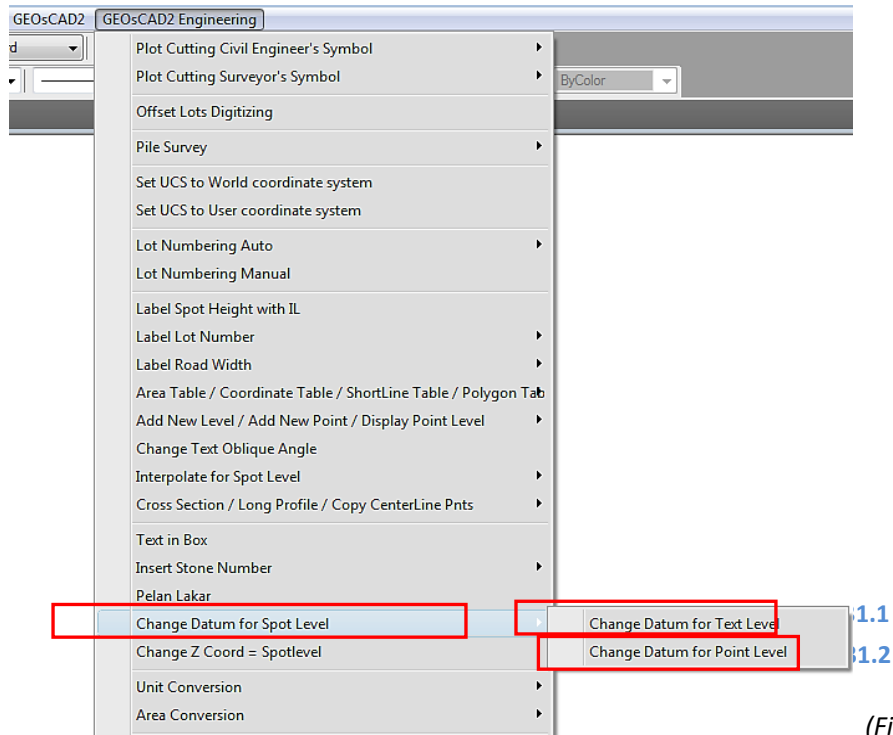 GEOsCAD2 GEOsCAD2 Engineering
Plot Cutting Civil Engineer's Symbol
Plot Cutting Surveyor's Symbol
ByColor
Offset Lots Digitizing
Pile Survey
Set UCS to World coordinate system
Set UCS to User coordinate system
Lot Numbering Auto
Lot Numbering Manual
Label Spot Height with IL
Label Lot Number
Label Road Width
Area Table / Coordinate Table / ShortLine Table / Polygon Tab
Add New Level / Add New Point / Display Point Level
Change Text Oblique Angle
Interpolate for Spot Level
Cross Section / Long Profile / Copy CenterLine Pnts
Text in Box
Insert Stone Number
Pelan Lakar
Change Datum for Spot Level
Change Datum for Text Level
1.1
Change Z Coord = Spotlevel
Change Datum for Point Level
31.2
Unit Conversion
Area Conversion
(Fi